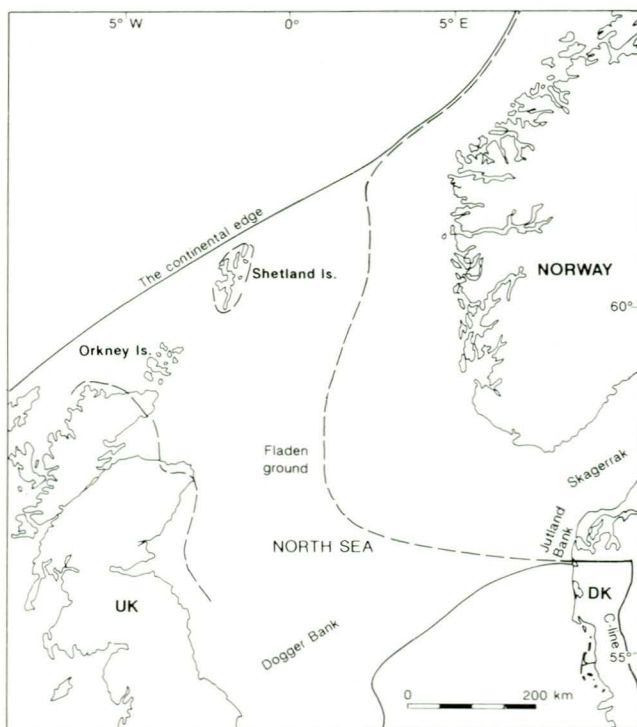 5° W 0° 5° E
The continental edge
Shetland Is.
NORWAY
60°
Orkney Is.
Fladen
ground
Skagerrak
Jutland
Bank
NORTH SEA
UK
DK
Dogger Bank
C-line
55°
0 200 km